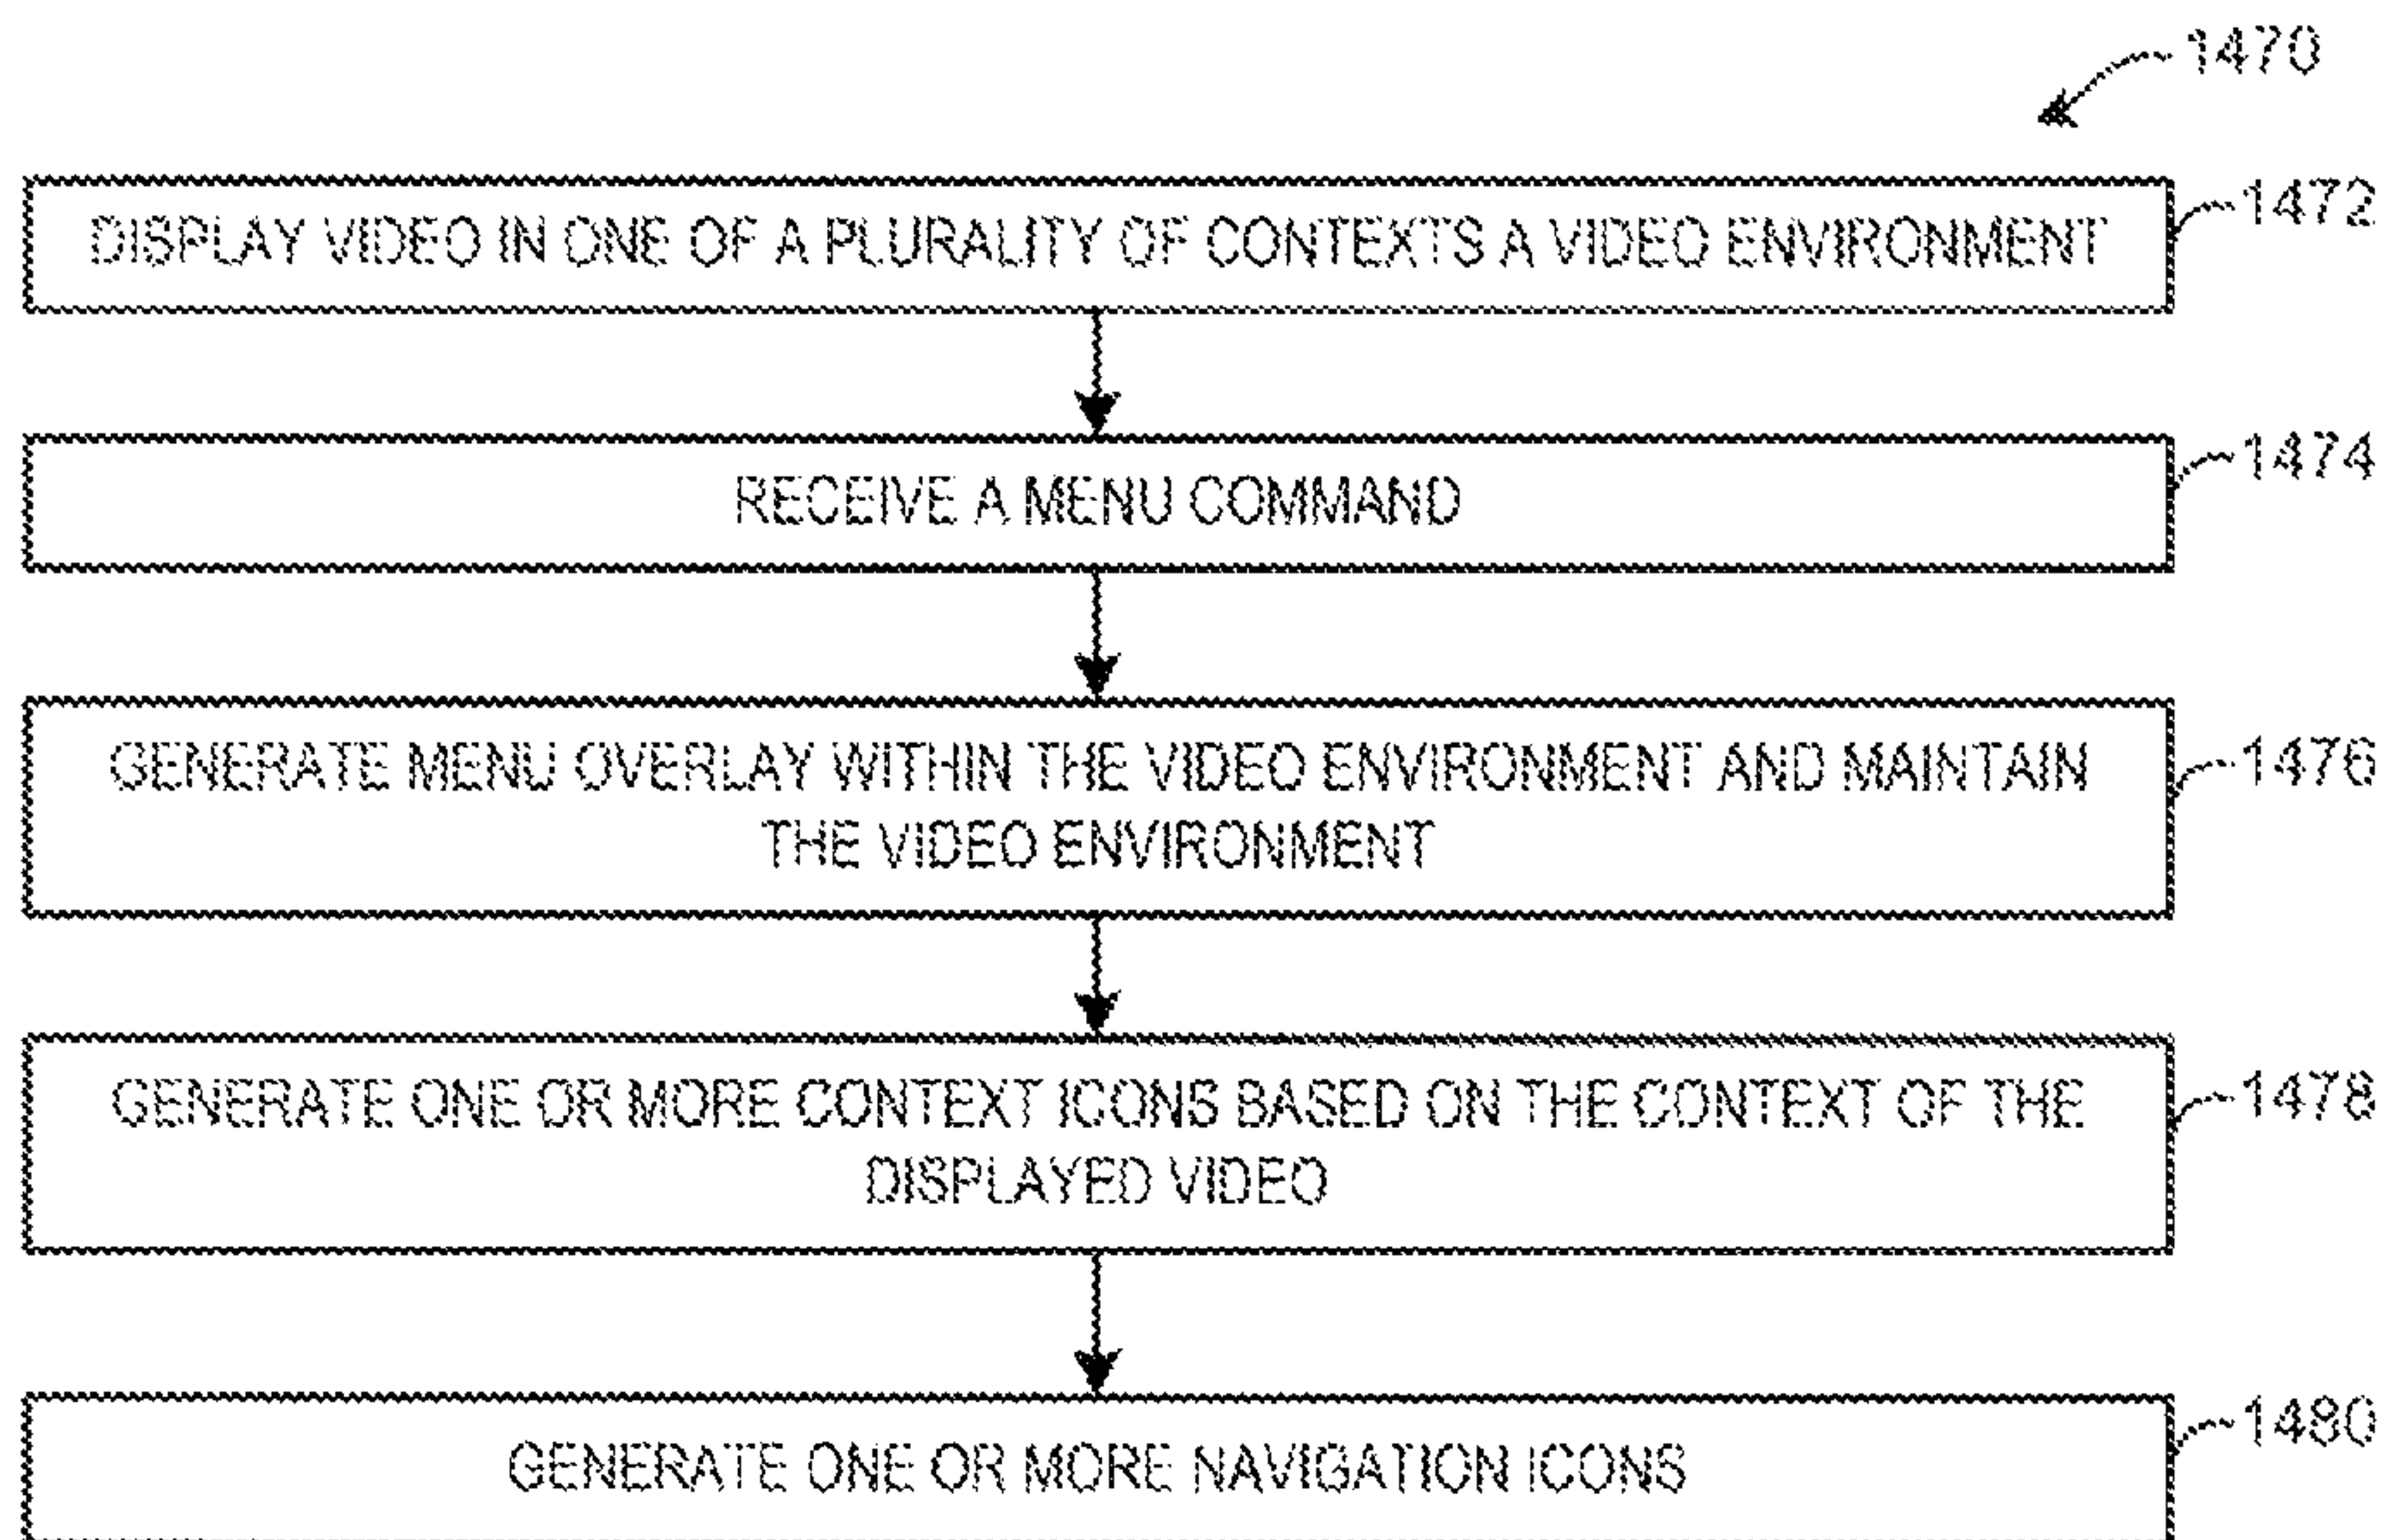 1470
DISPLAY VIDEO IN ONE OF A PLURALITY OF CONTEXTS A VIDEO ENVIRONMENT
1472
RECEIVE A MENU COMMAND
1474
GENERATE MENU OVERLAY WITHIN THE VIDEO ENVIRONMENT AND MAINTAIN
THE VIDEO ENVIRONMENT
1476
GENERATE ONE OR MORE CONTEXT ICONS BASED ON THE CONTEXT OF THE
DISPLAYED VIDEO
1478
GENERATE ONE OR MORE NAVIGATION ICONS
1480